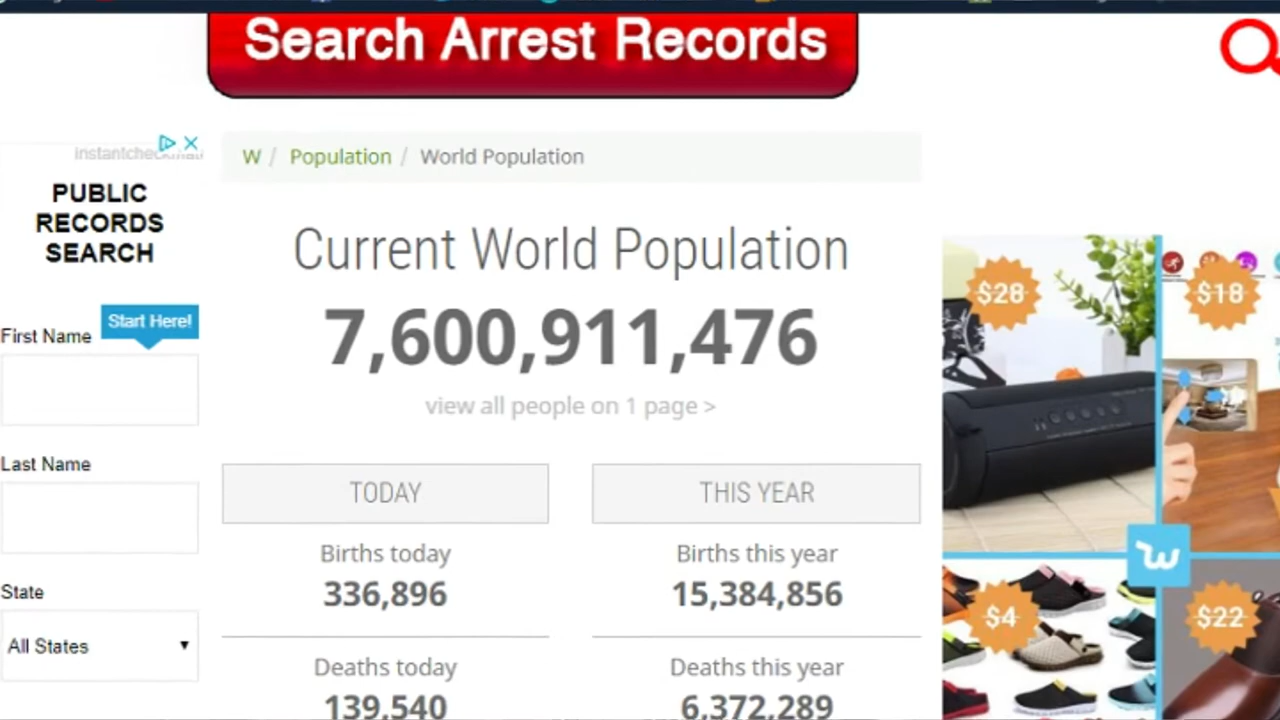 Search Arrest Records
W / Population / World Population
PUBLIC
RECORDS
SEARCH
Start Here!
First Name
Last Name
State
All States
Current World Population
7,600,911,476
view all people on 1 page >
TODAY
Births today
336,896
Deaths today
139,540
THIS YEAR
Births this year
15,384,856
Deaths this year
6,372,289
$28
$18
$4
$22